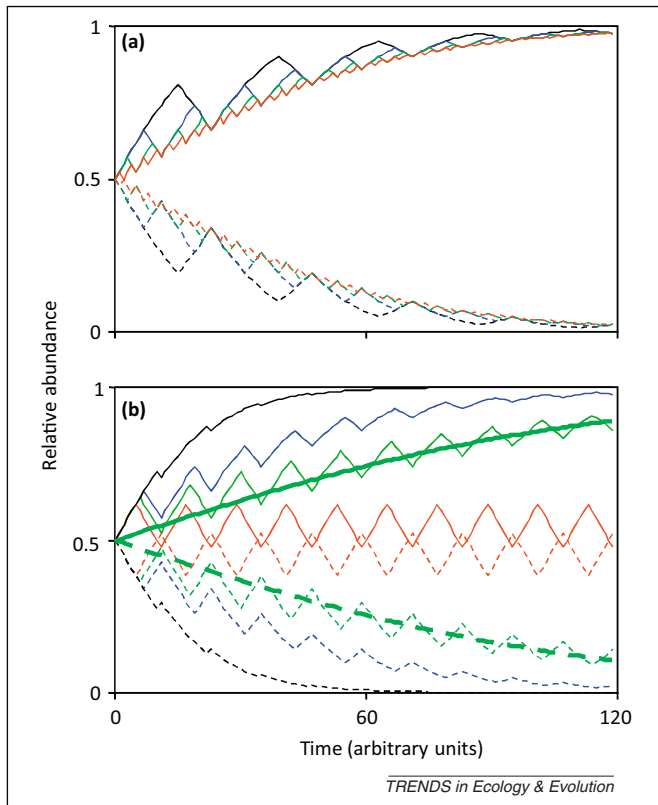 (a)
1
0.5
0
Relative abundance
(b)
1
0.5
0
0
60
120
Time (arbitrary units)
TRENDS in Ecology & Evolution